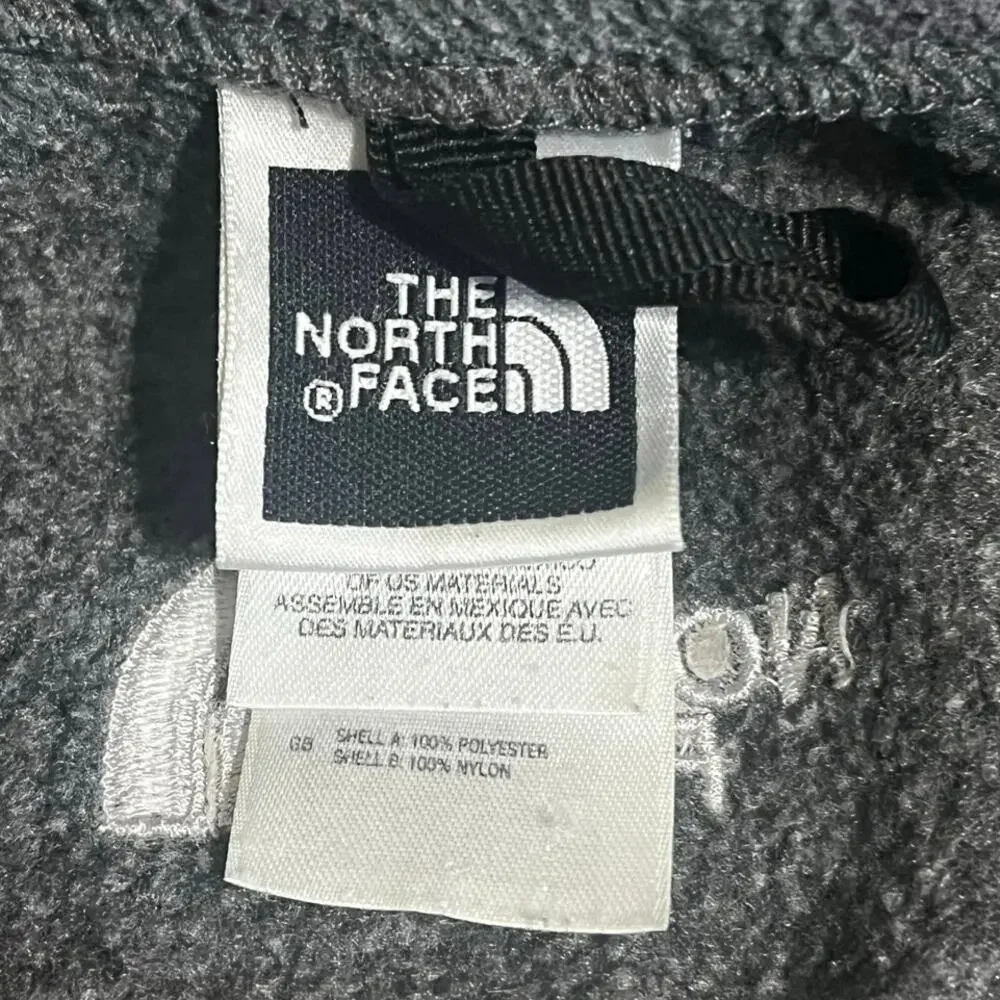 THE
NORTH
® FACE
OF US MATERIALS
ASSEMBLE EN MEXIQUE AVEC
DES MATERIAUX DES E.U.
GB SHELL A: 100% POLYESTER
SHELL B: 100% NYLON